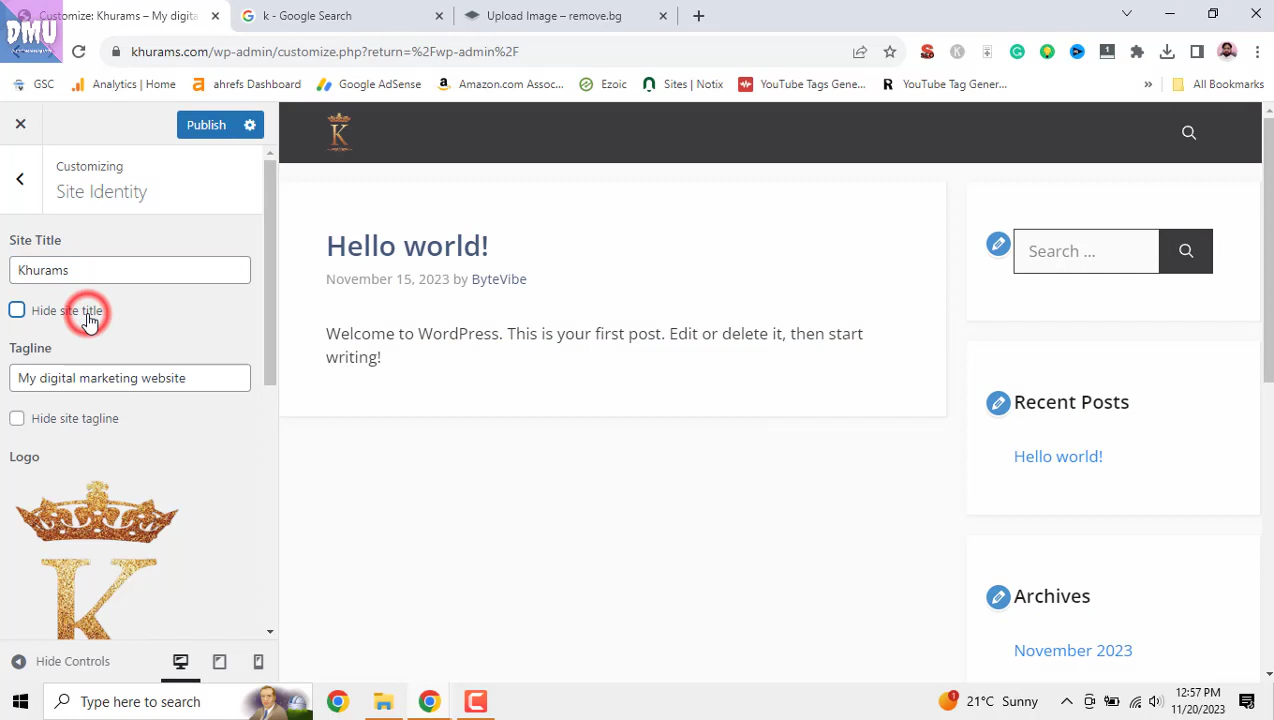 Customize: Khurams – My digita
k - Google Search
Upload Image – remove.bg
DMU
khurams.com/wp-admin/customize.php?return=%2Fwp-admin%2F
GSC
Analytics | Home
ahrefs Dashboard
Google AdSense
Amazon.com Assoc...
Ezoic
Sites | Notix
YouTube Tags Gene...
YouTube Tag Generat...
All Bookmarks
Publish
Customizing
Site Identity
Site Title
Khurams
Hide site title
Tagline
My digital marketing website
Hide site tagline
Logo
K
Hide Controls
K
Hello world!
November 15, 2023 by ByteVibe
Welcome to WordPress. This is your first post. Edit or delete it, then start
writing!
Search ...
Recent Posts
Hello world!
Archives
November 2023
Type here to search
1
21°C Sunny
12:57 PM
11/20/2023